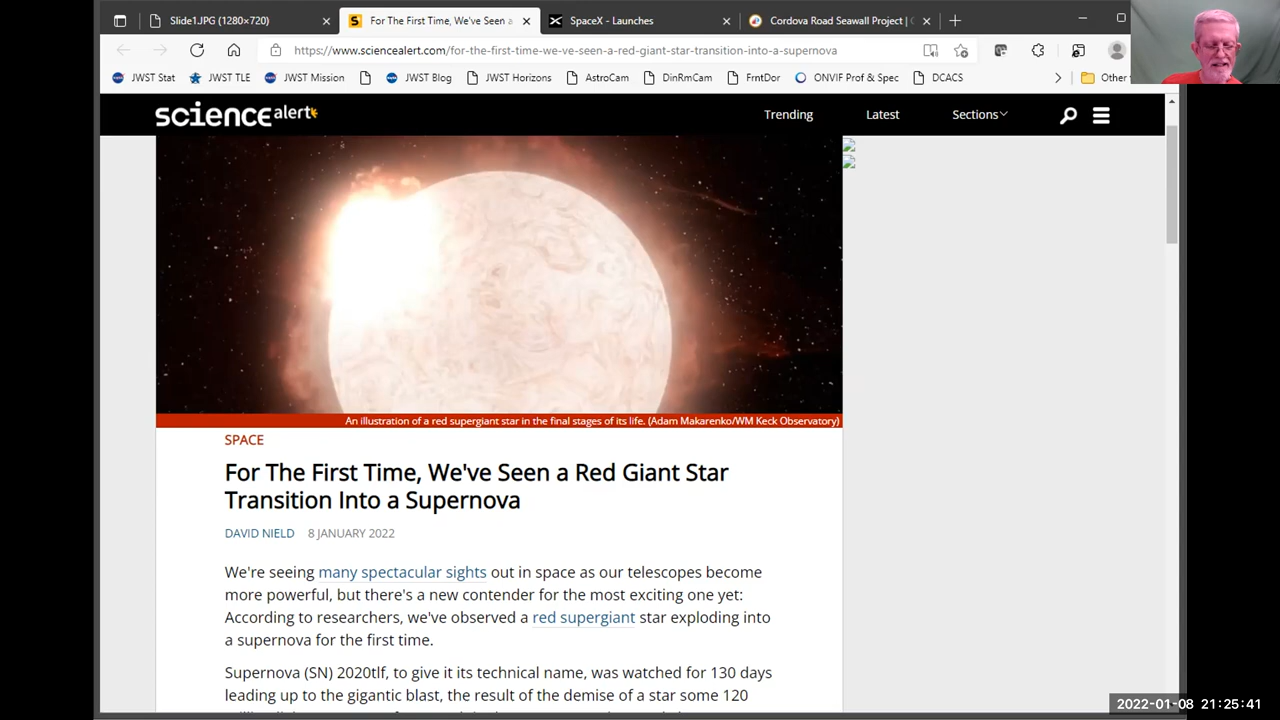 Slide1.JPG (1280×720)
For The First Time, We've Seen a
SpaceX - Launches
Cordova Road Seawall Project | C
https://www.sciencealert.com/for-the-first-time-we-ve-seen-a-red-giant-star-transition-into-a-supernova
JWST Stat
JWST TLE
JWST Mission
JWST Blog
JWST Horizons
AstroCam
DinRmCam
FrntDor
ONVIF Prof & Spec
DCACS
Other
science alert
Trending
Latest
Sections
An illustration of a red supergiant star in the final stages of its life. (Adam Makarenko/WM Keck Observatory)
SPACE
For The First Time, We've Seen a Red Giant Star
Transition Into a Supernova
DAVID NIELD 8 JANUARY 2022
We're seeing many spectacular sights out in space as our telescopes become
more powerful, but there's a new contender for the most exciting one yet:
According to researchers, we've observed a red supergiant star exploding into
a supernova for the first time.
Supernova (SN) 2020tlf, to give it its technical name, was watched for 130 days
leading up to the gigantic blast, the result of the demise of a star some 120
2022-01-08 21:25:41